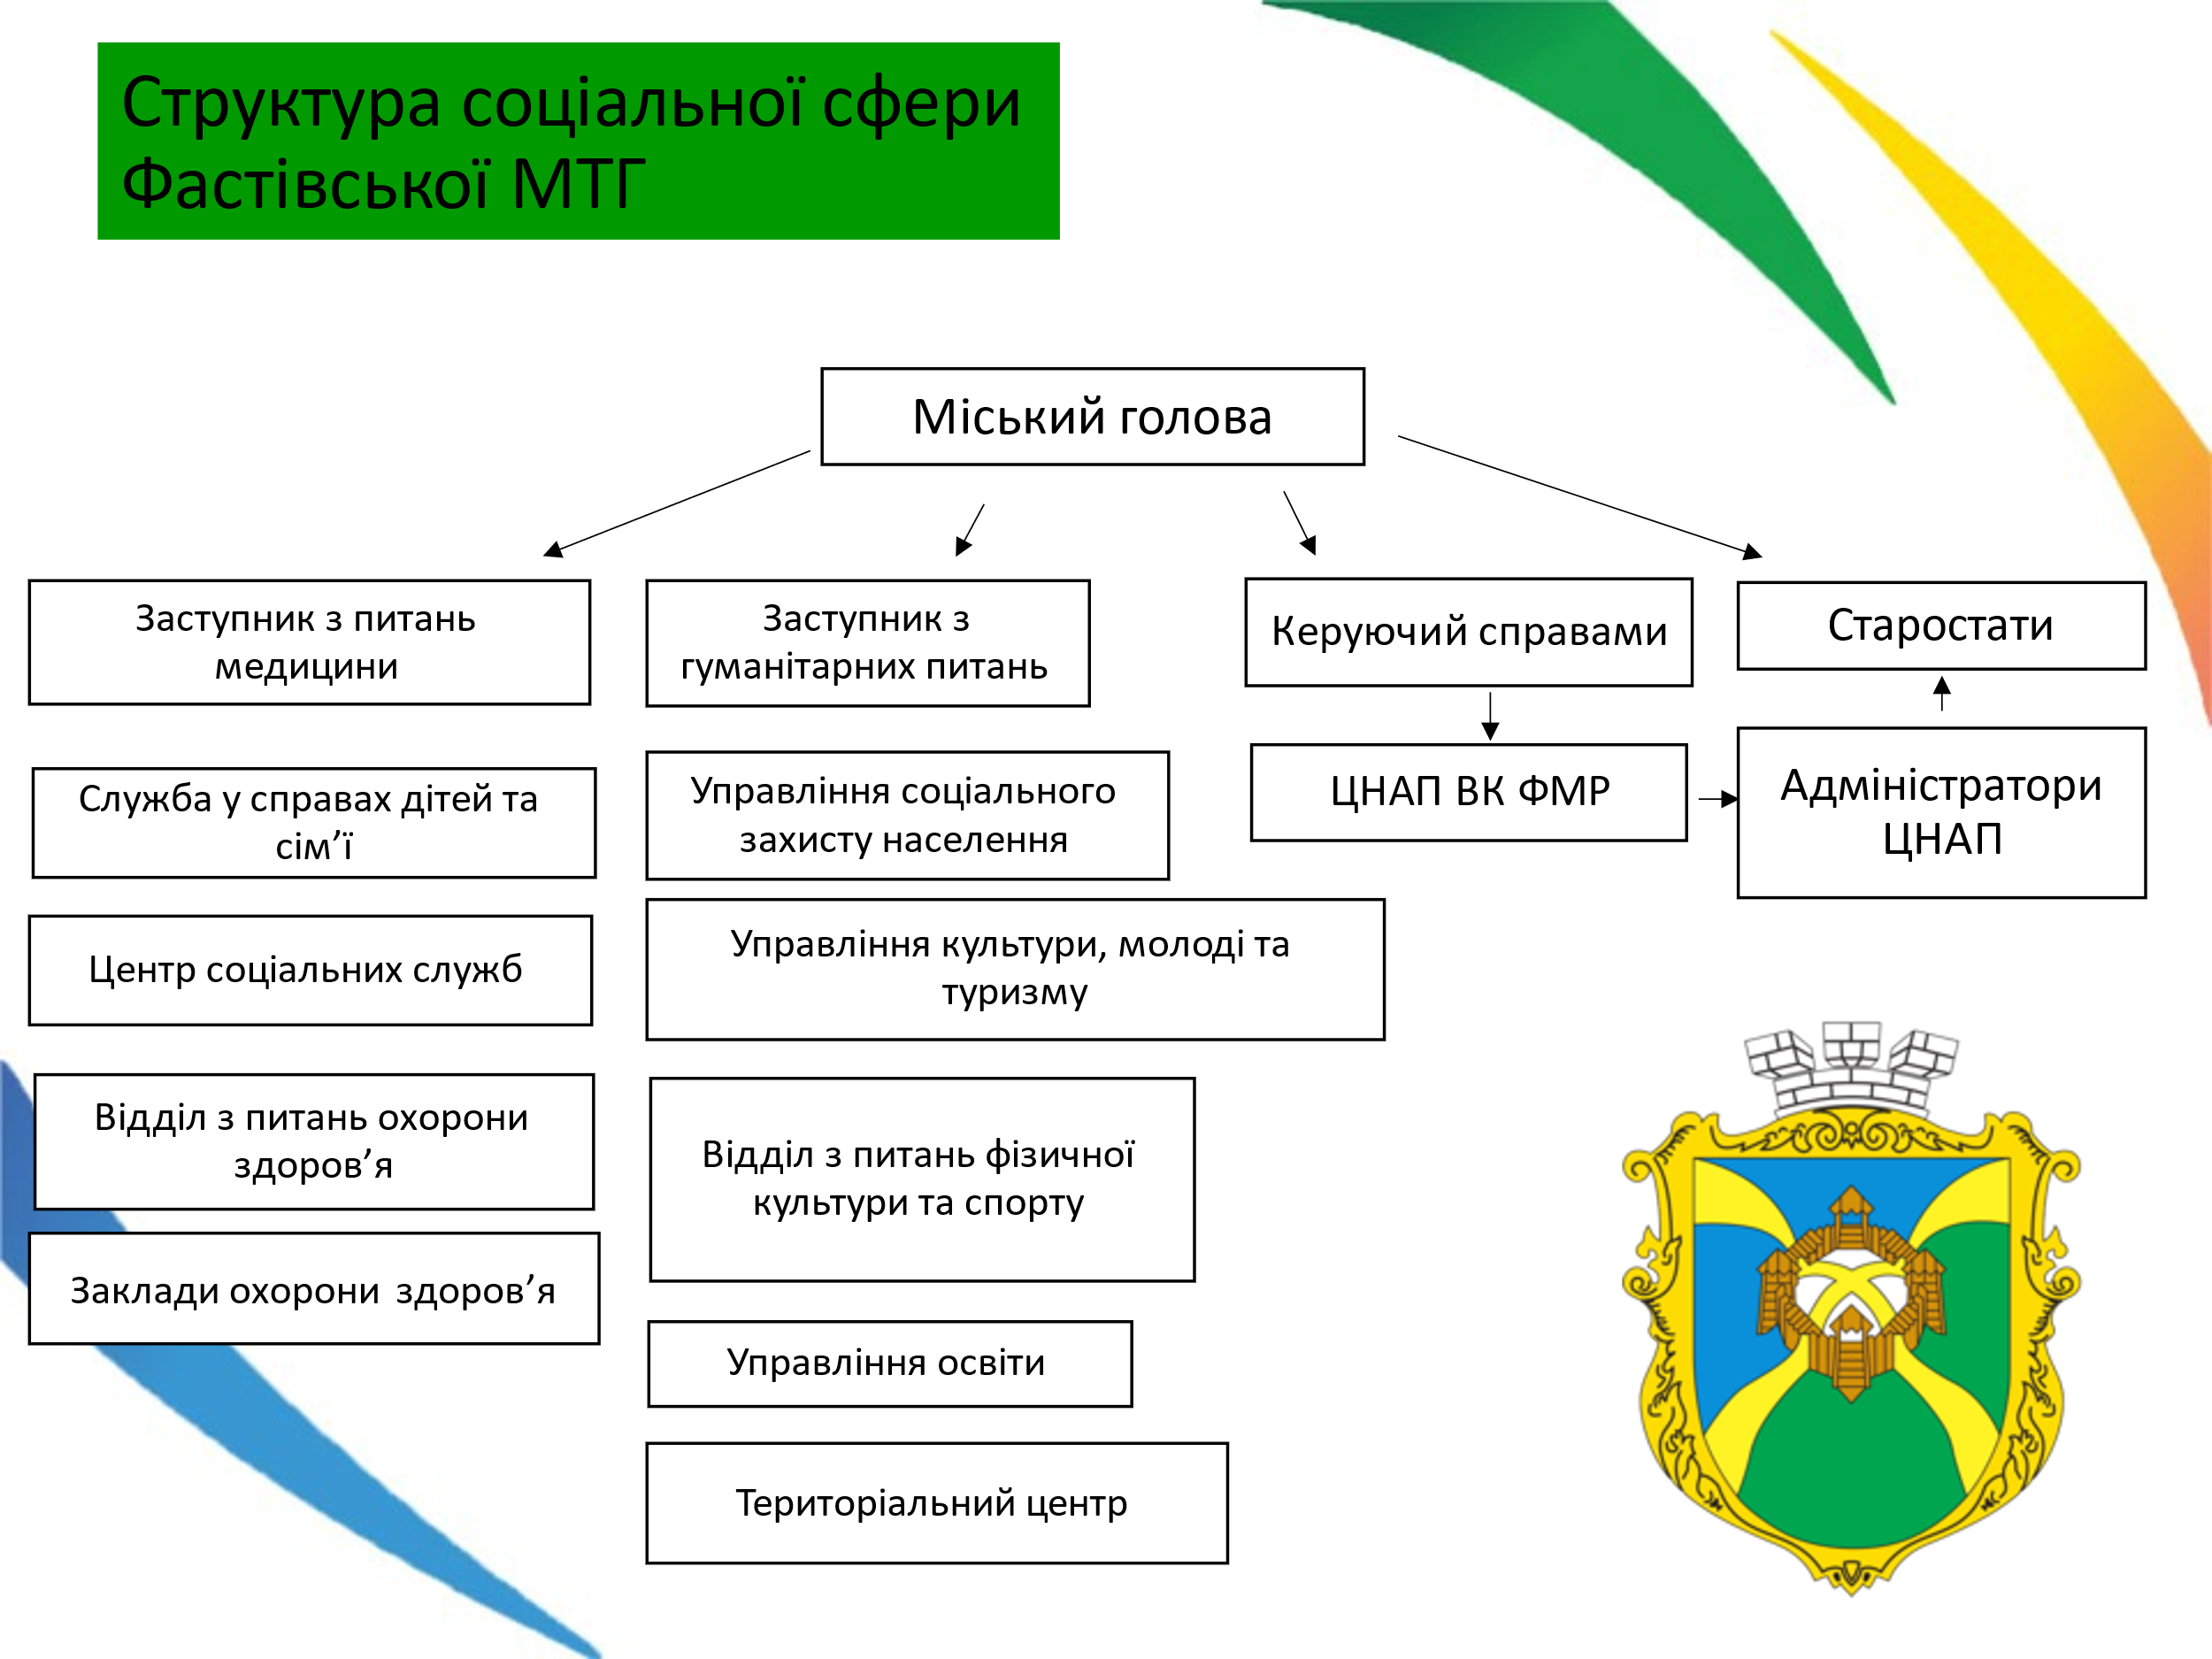 Структура соціальної сфери
Фастівської МТГ
Міський голова
Заступник з питань
медицини
Заступник з
гуманітарних питань
Керуючий справами
Старостати
Служба у справах дітей та
сім’ї
Управління соціального
захисту населення
ЦНАП ВК ФМР
Адміністратори
ЦНАП
Центр соціальних служб
Управління культури, молоді та
туризму
Відділ з питань охорони
здоров’я
Відділ з питань фізичної
культури та спорту
Заклади охорони здоров’я
Управління освіти
Територіальний центр